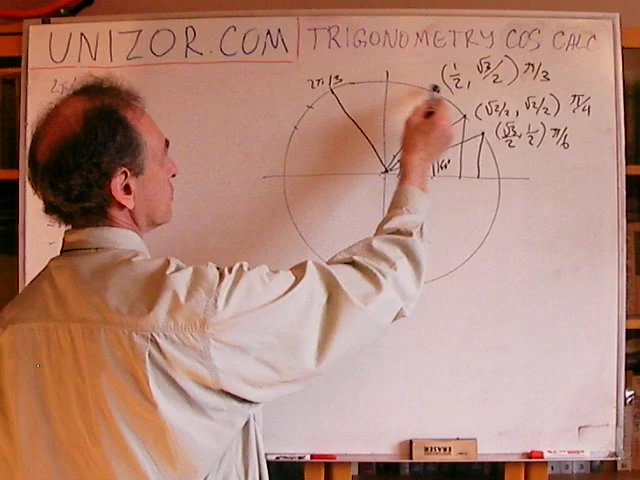 UNIZOR.COM TRIGONOMETRY COS CALC
2π/3
(1/2, √3/2) π/3
(√2/2, √2/2) π/4
(√3/2, 1/2) π/6